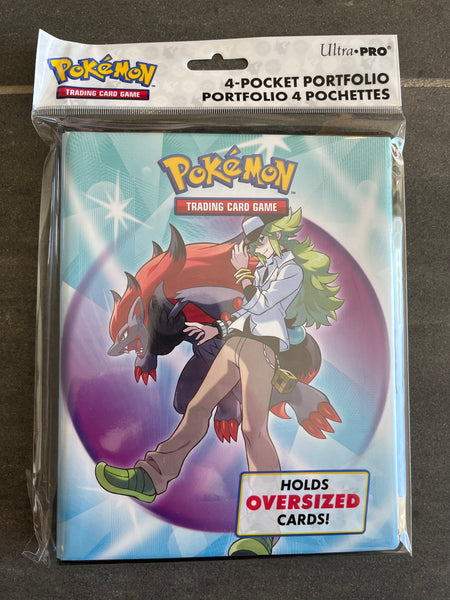 Pokémon
TRADING CARD GAME
Ultra•PRO®
4-POCKET PORTFOLIO
PORTFOLIO 4 POCHETTES
Pokémon
TRADING CARD GAME
HOLDS
OVERSIZED
CARDS!